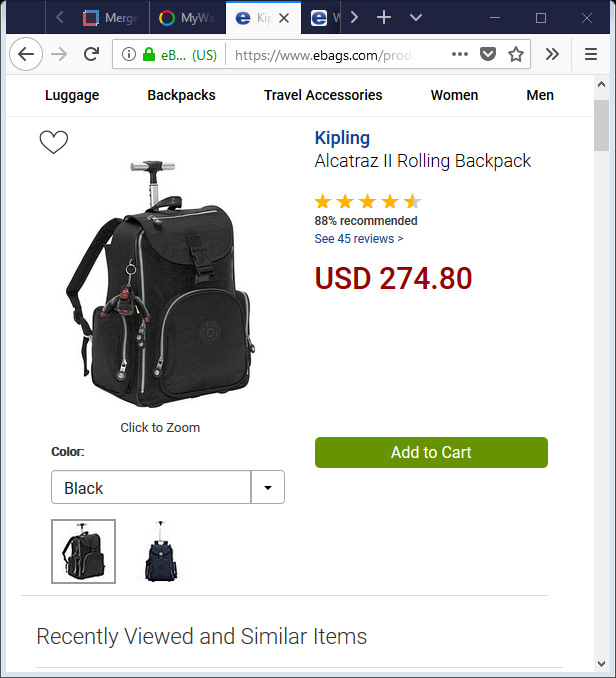 Merge
MyWa
Kip
W
eB... (US)
https://www.ebags.com/prod
Luggage
Backpacks
Travel Accessories
Women
Men
Kipling
Alcatraz II Rolling Backpack
88% recommended
See 45 reviews >
USD 274.80
Click to Zoom
Color:
Add to Cart
Black
Recently Viewed and Similar Items